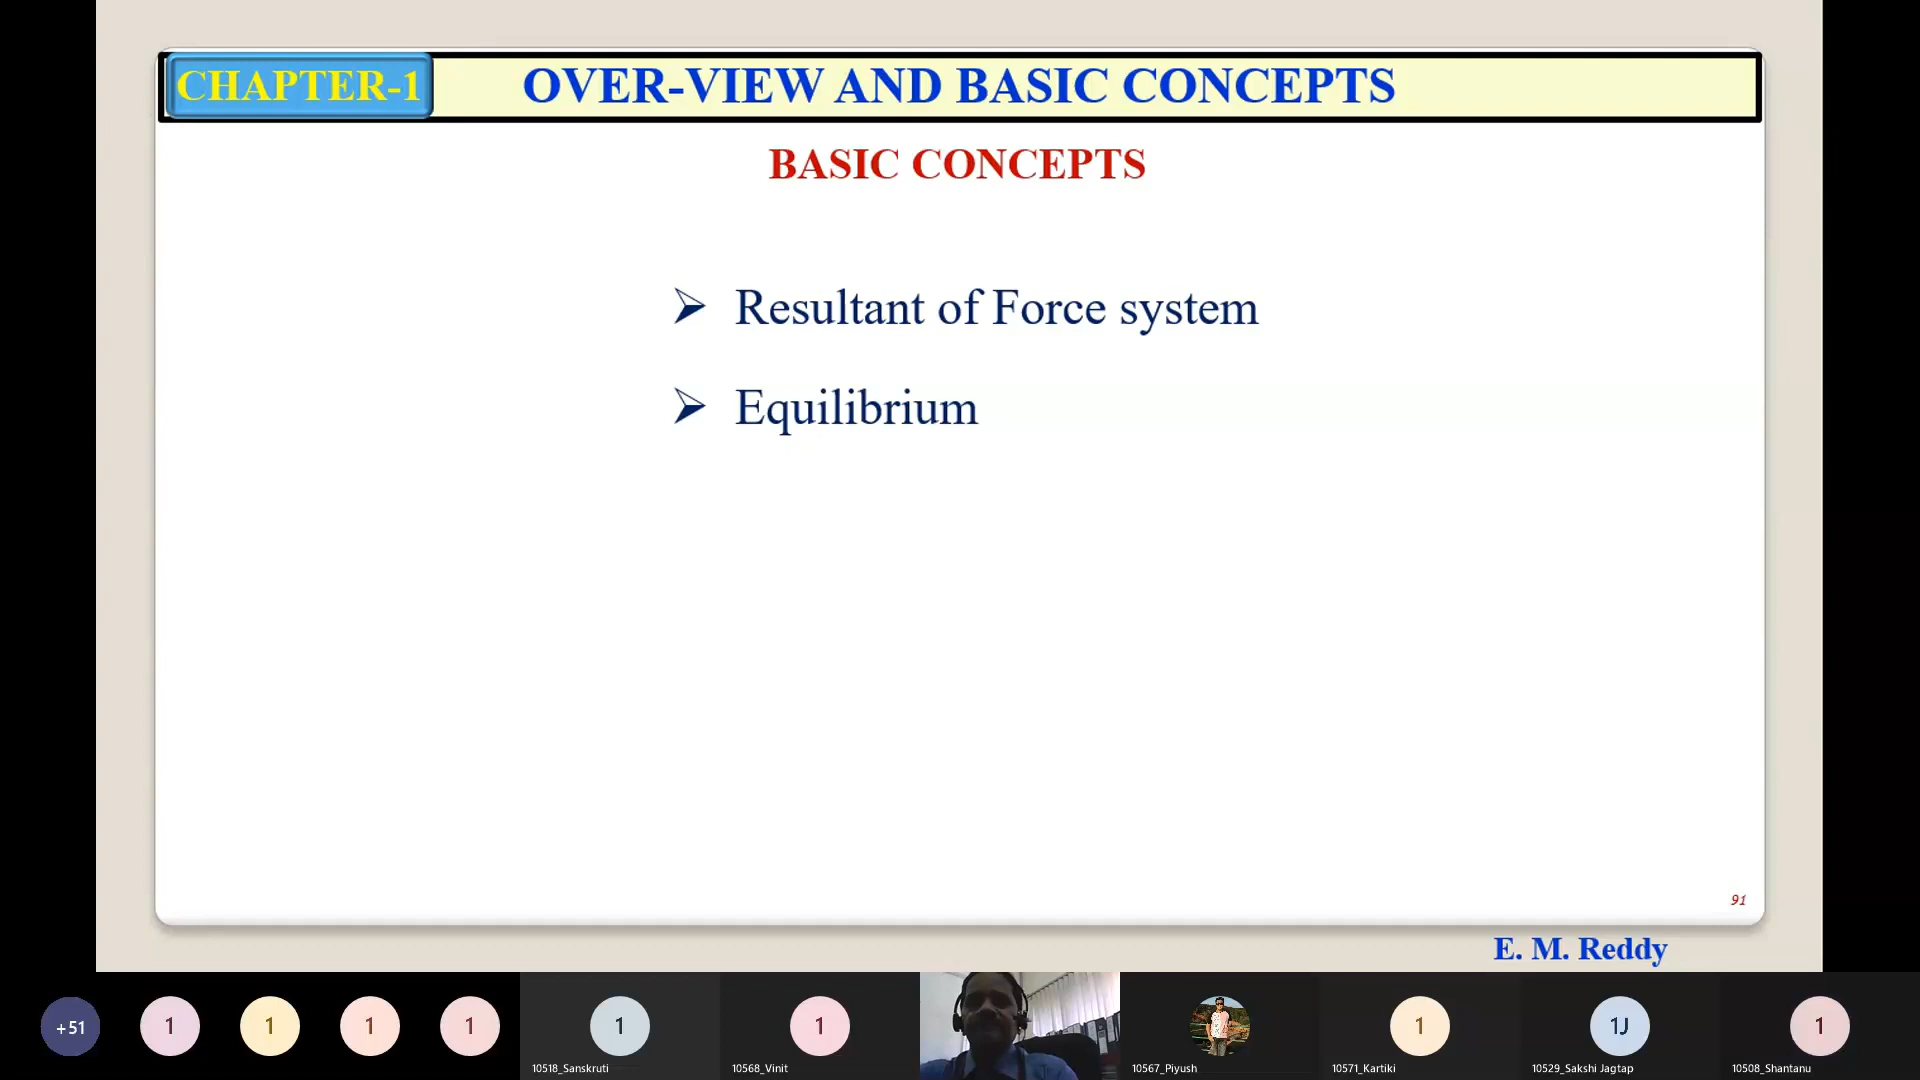 CHAPTER-1
OVER-VIEW AND BASIC CONCEPTS
BASIC CONCEPTS
➢ Resultant of Force system
➢ Equilibrium
91
E. M. Reddy
+51
1
1
1
1
1
1
1
1J
1
10518_Sanskruti
10568_Vinit
10567_Piyush
10571_Kartiki
10529_Sakshi Jagtap
10508_Shantanu